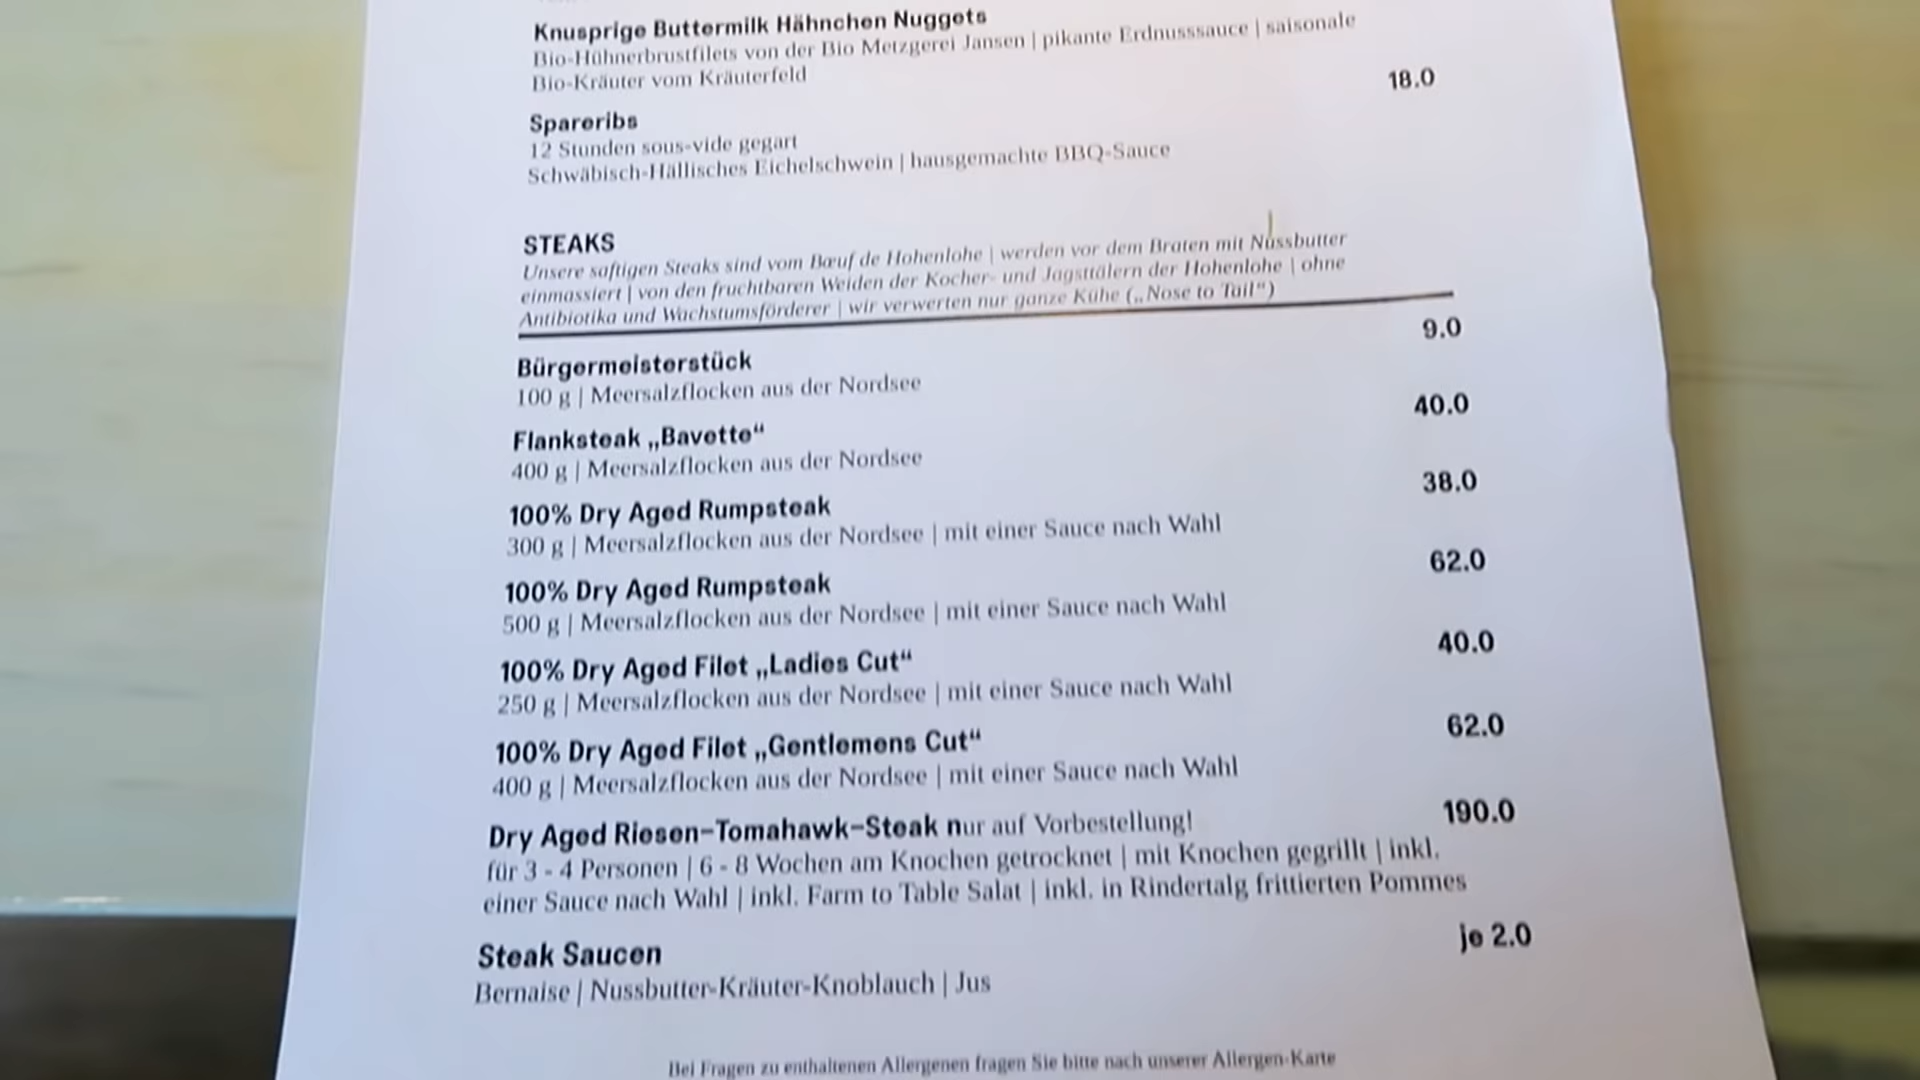 Knusprige Buttermilk Hähnchen Nuggets
Bio-Hühnerbrustfilets von der Bio Metzgerei Jansen | pikante Erdnusssauce | saisonale
Bio-Kräuter vom Kräuterfeld
Spareribs 18.0
12 Stunden sous-vide gegart
Schwäbisch-Hällisches Eichelschwein | hausgemachte BBQ-Sauce
STEAKS
Unsere saftigen Steaks sind vom Bœuf de Hohenlohe | werden vor dem Braten mit Nussbutter
einmassiert | von den fruchtbaren Weiden der Kocher- und Jagsttälern der Hohenlohe | ohne
Antibiotika und Wachstumsförderer | wir verwerten nur ganze Kühe („Nose to Tail“)
Bürgermeisterstück 9.0
100 g | Meersalzflocken aus der Nordsee
Flanksteak „Bavette“ 40.0
400 g | Meersalzflocken aus der Nordsee
100% Dry Aged Rumpsteak 38.0
300 g | Meersalzflocken aus der Nordsee | mit einer Sauce nach Wahl
100% Dry Aged Rumpsteak 62.0
500 g | Meersalzflocken aus der Nordsee | mit einer Sauce nach Wahl
100% Dry Aged Filet „Ladies Cut“ 40.0
250 g | Meersalzflocken aus der Nordsee | mit einer Sauce nach Wahl
100% Dry Aged Filet „Gentlemens Cut“ 62.0
400 g | Meersalzflocken aus der Nordsee | mit einer Sauce nach Wahl
Dry Aged Riesen-Tomahawk-Steak nur auf Vorbestellung! 190.0
für 3 - 4 Personen | 6 - 8 Wochen am Knochen getrocknet | mit Knochen gegrillt | inkl.
einer Sauce nach Wahl | inkl. Farm to Table Salat | inkl. in Rindertalg frittierten Pommes
Steak Saucen je 2.0
Bernaise | Nussbutter-Kräuter-Knoblauch | Jus
Bei Fragen zu enthaltenen Allergenen fragen Sie bitte nach unserer Allergen-Karte